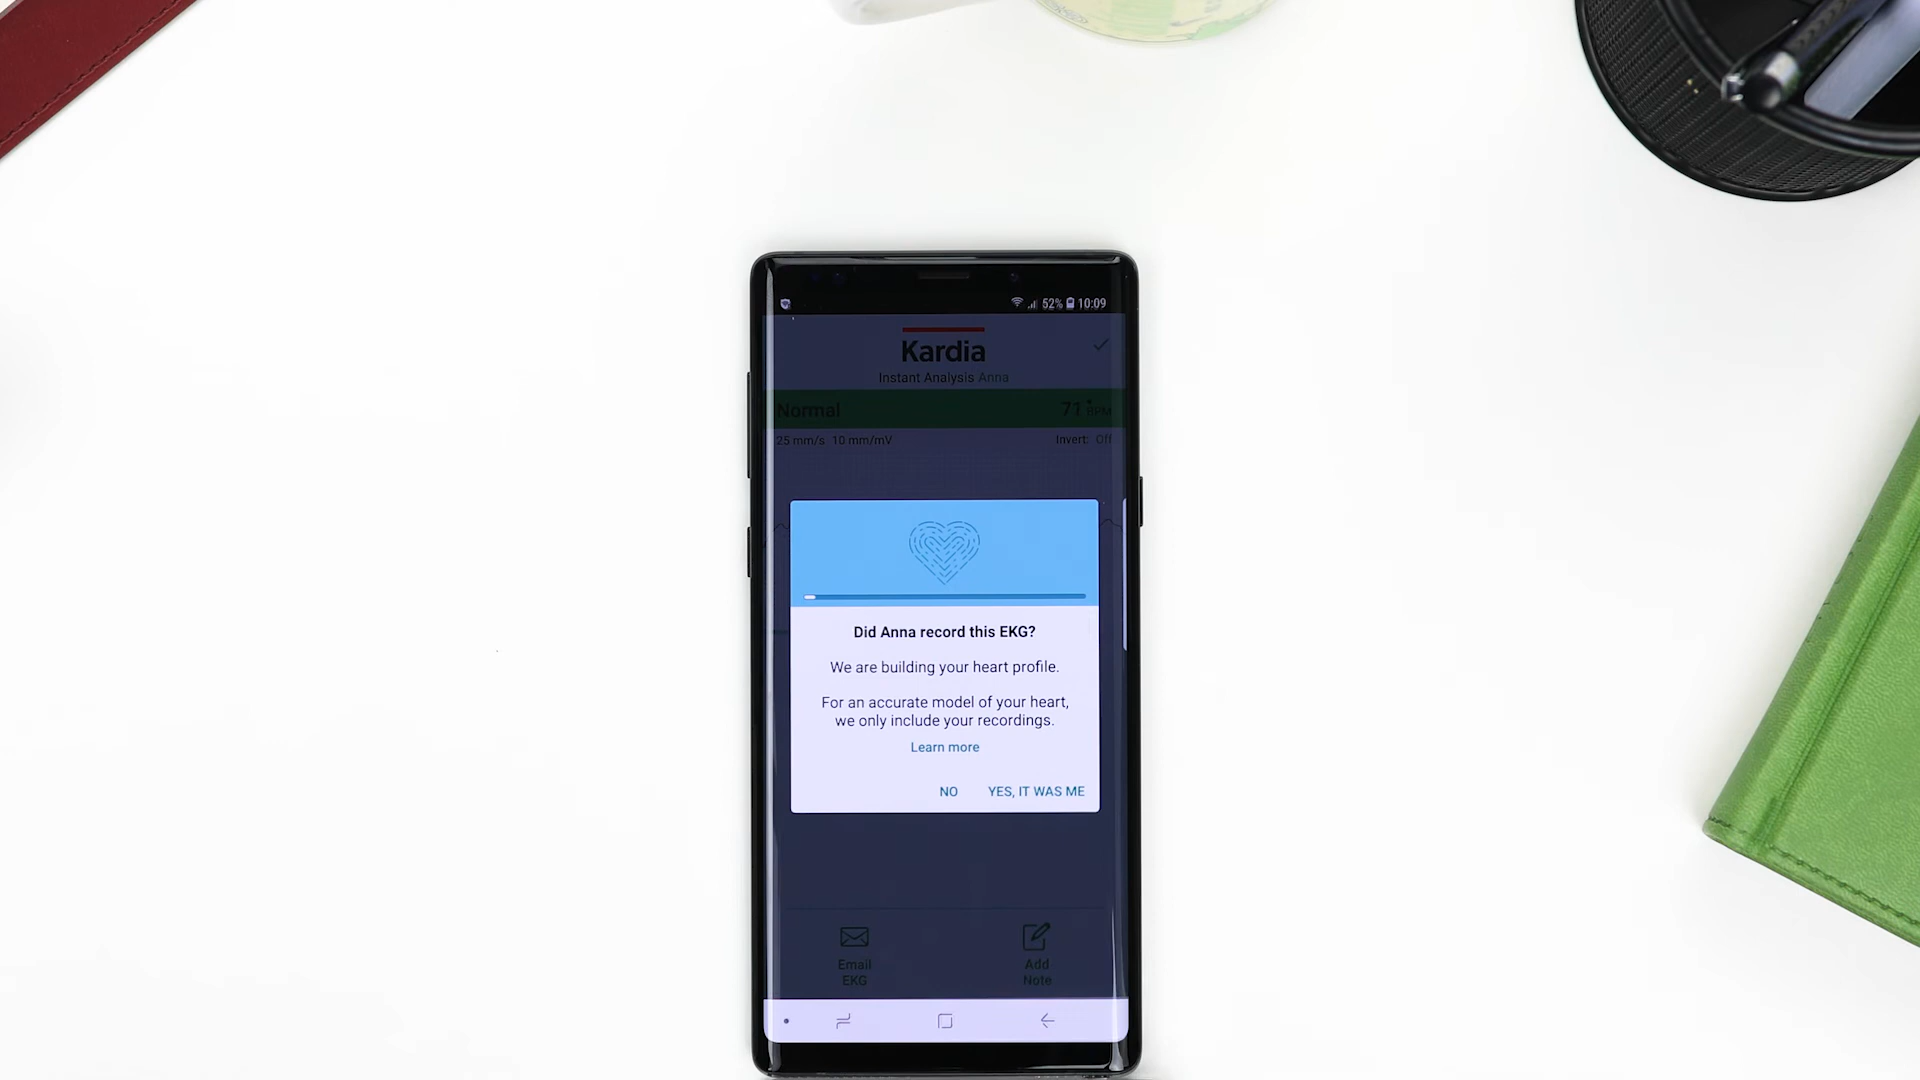 52% 10:09
Kardia
Instant Analysis Anna
Normal 71 BPM
25 mm/s 10 mm/mV Invert: Off
Did Anna record this EKG?
We are building your heart profile.
For an accurate model of your heart,
we only include your recordings.
Learn more
NO YES, IT WAS ME
Email
EKG
Add
Note